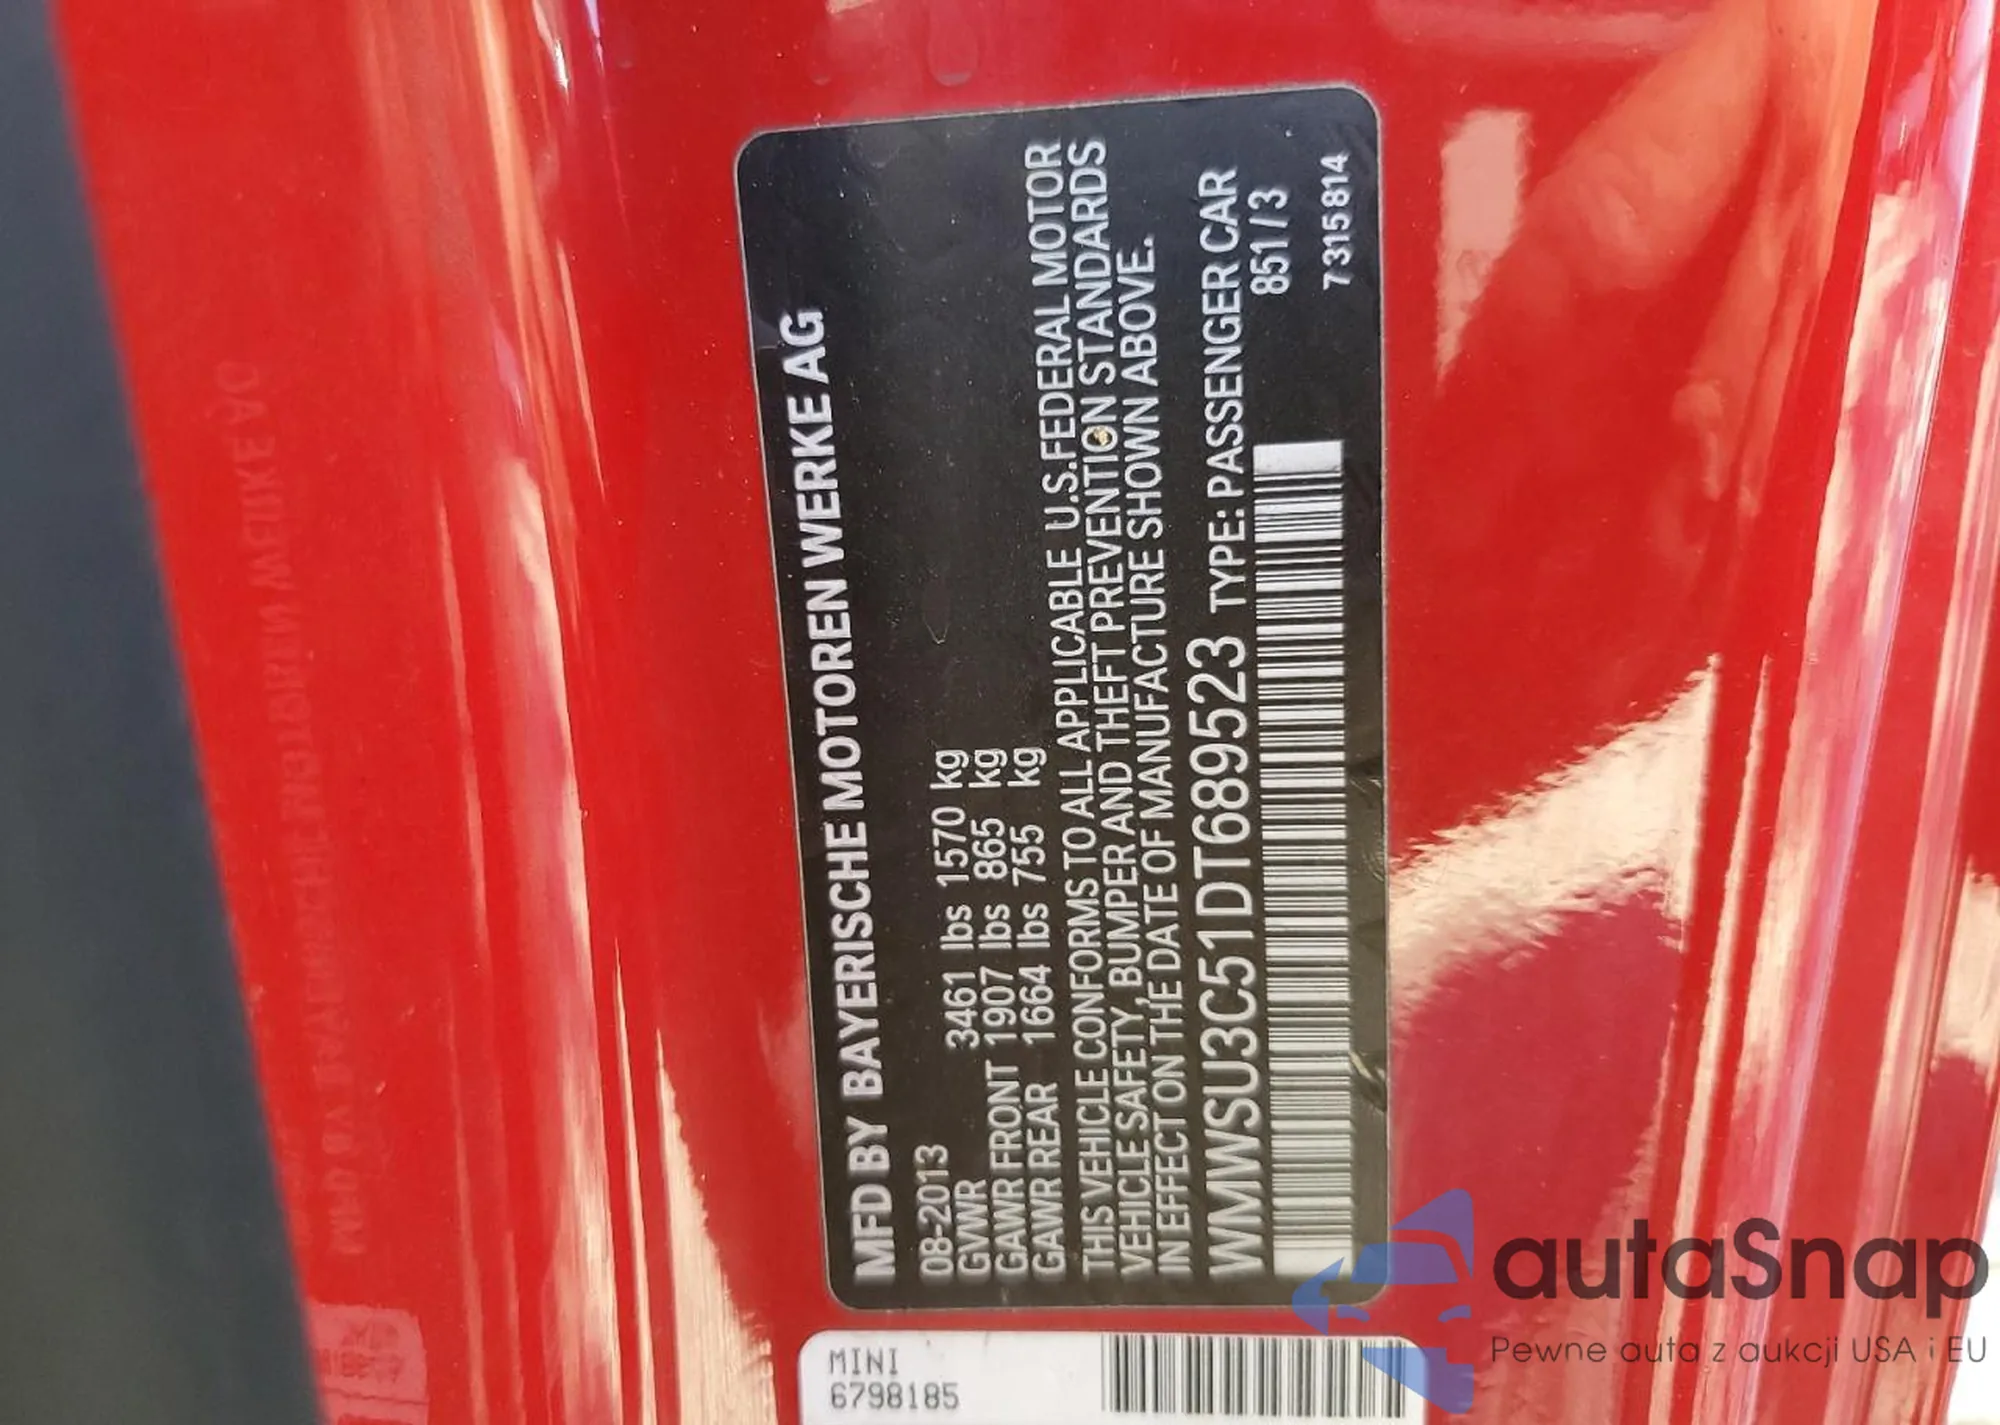 MFD BY BAYERISCHE MOTOREN WERKE AG
08-2013
GVWR 3461 lbs 1570 kg
GAWR FRONT 1907 lbs 865 kg
GAWR REAR 1664 lbs 755 kg
THIS VEHICLE CONFORMS TO ALL APPLICABLE U.S.FEDERAL MOTOR
VEHICLE SAFETY, BUMPER AND THEFT PREVENTION STANDARDS
IN EFFECT ON THE DATE OF MANUFACTURE SHOWN ABOVE.
WMWSU3C51DT689523 TYPE: PASSENGER CAR
851/3
7315814
MINI
6798185
autoSnap
Pewne auta z aukcji USA i EU